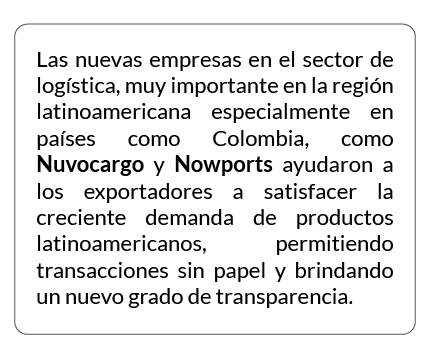 Las nuevas empresas en el sector de
logística, muy importante en la región
latinoamericana especialmente en
países como Colombia, como
Nuvocargo y Nowports ayudaron a
los exportadores a satisfacer la
creciente demanda de productos
latinoamericanos, permitiendo
transacciones sin papel y brindando
un nuevo grado de transparencia.